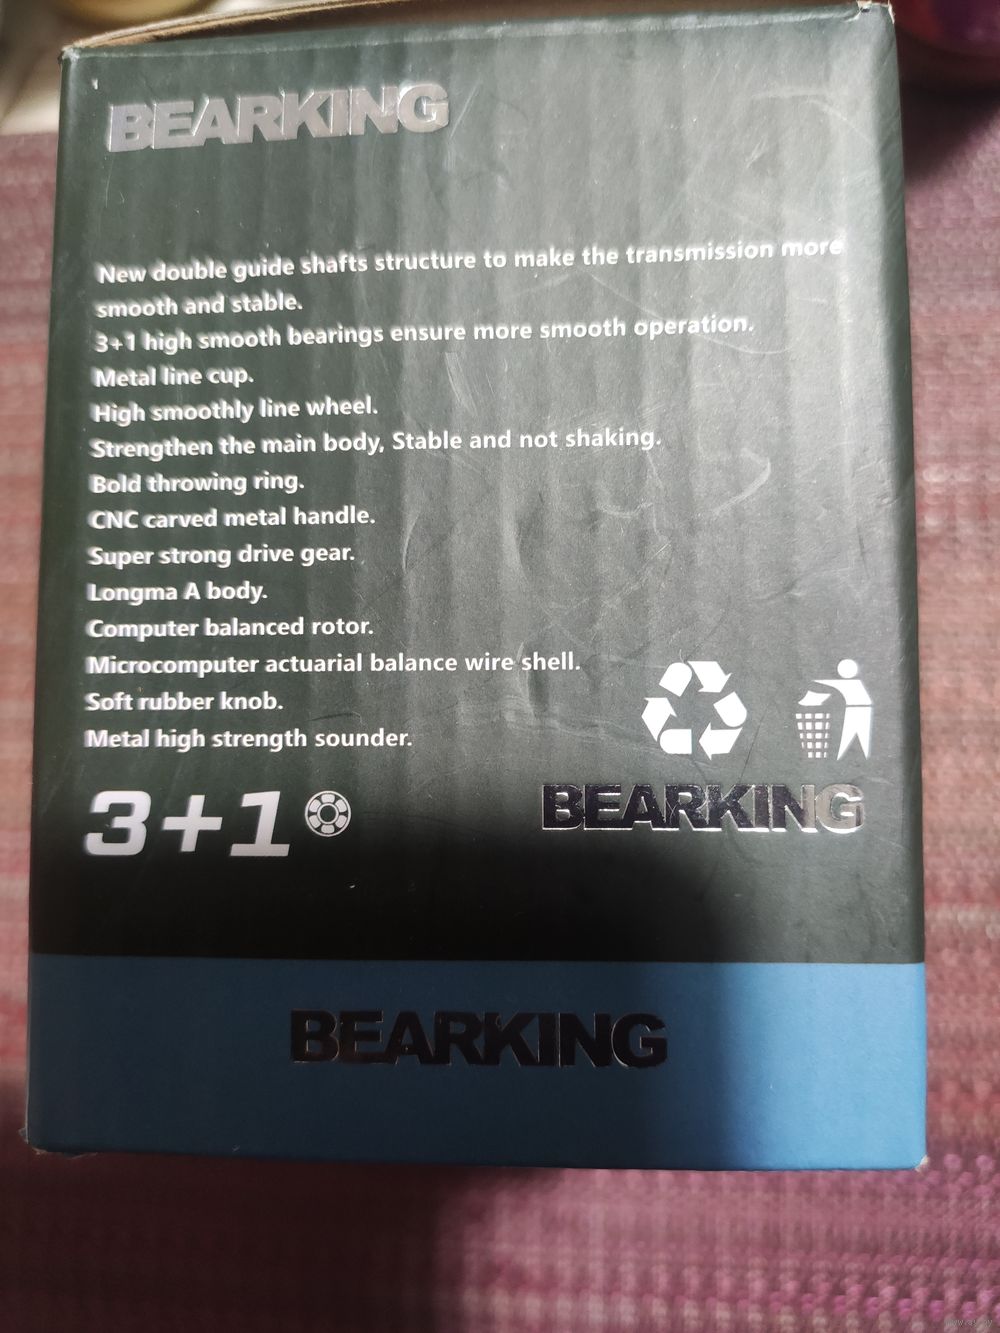 BEARKING
New double guide shafts structure to make the transmission more
smooth and stable.
3+1 high smooth bearings ensure more smooth operation.
Metal line cup.
High smoothly line wheel.
Strengthen the main body, Stable and not shaking.
Bold throwing ring.
CNC carved metal handle.
Super strong drive gear.
Longma A body.
Computer balanced rotor.
Microcomputer actuarial balance wire shell.
Soft rubber knob.
Metal high strength sounder.
3+1
BEARKING
BEARKING